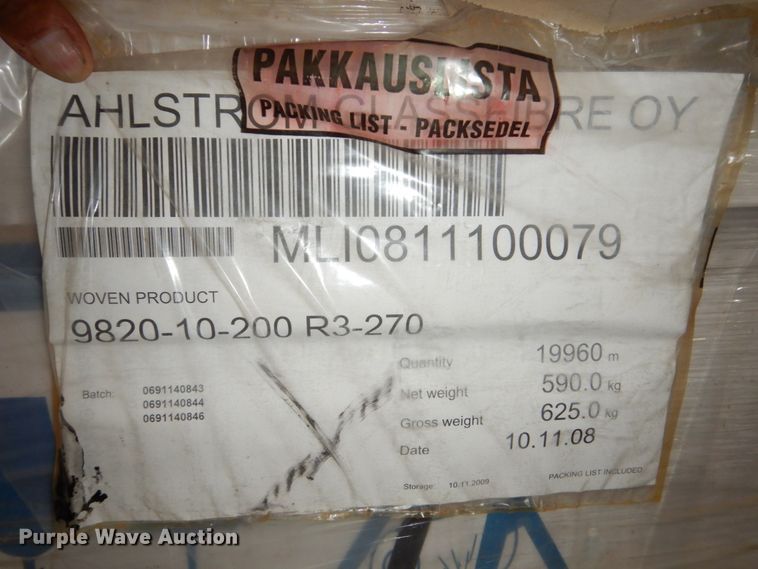 PAKKAUSLISTA
PACKING LIST - PACKSEDEL
AHLSTROM GLASSFIBRE OY
MLI0811100079
WOVEN PRODUCT
9820-10-200 R3-270
Quantity 19960 m
Batch: 0691140843 Net weight 590.0 kg
0691140844
0691140846 Gross weight 625.0 kg
Date 10.11.08
Storage: 10.11.2009 PACKING LIST INCLUDED
Purple Wave Auction